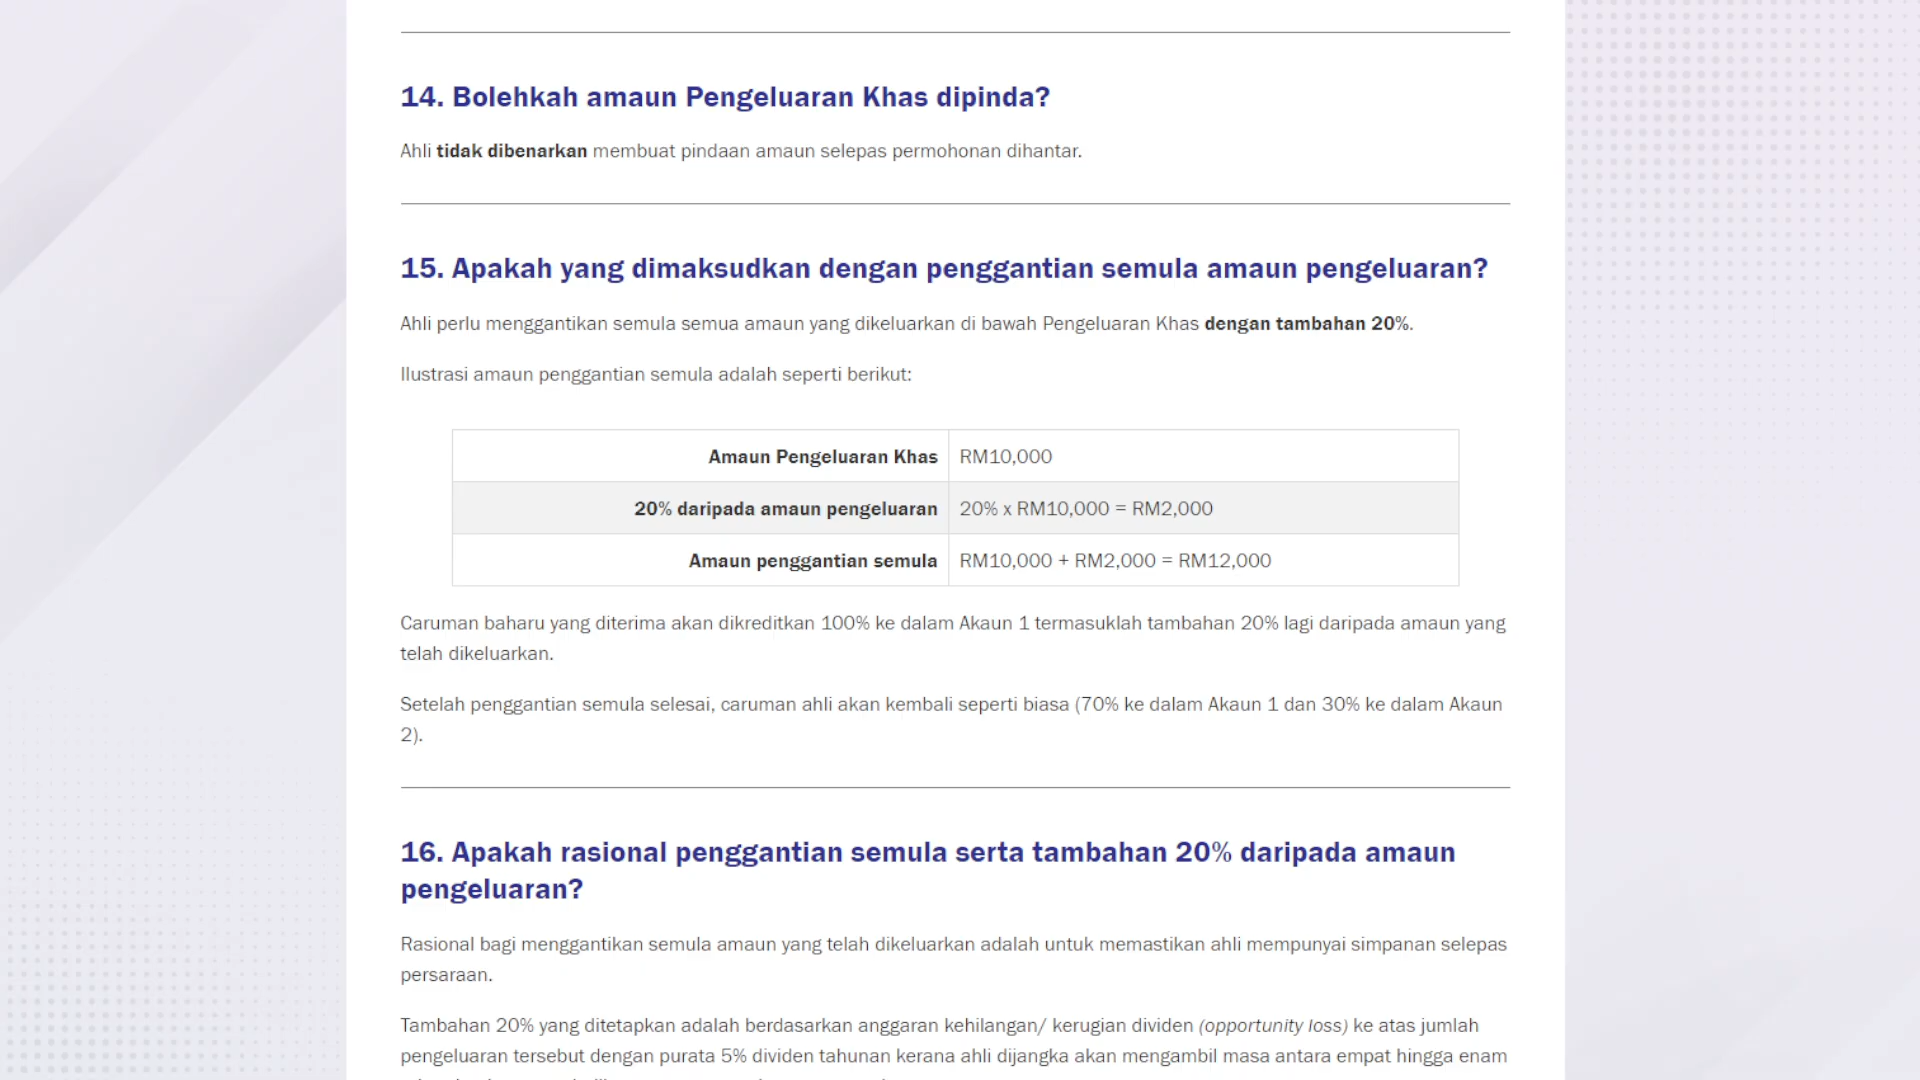 14. Bolehkah amaun Pengeluaran Khas dipinda?
Ahli tidak dibenarkan membuat pindaan amaun selepas permohonan dihantar.
15. Apakah yang dimaksudkan dengan penggantian semula amaun pengeluaran?
Ahli perlu menggantikan semula semua amaun yang dikeluarkan di bawah Pengeluaran Khas dengan tambahan 20%.
Ilustrasi amaun penggantian semula adalah seperti berikut:
Amaun Pengeluaran Khas RM10,000
20% daripada amaun pengeluaran 20% x RM10,000 = RM2,000
Amaun penggantian semula RM10,000 + RM2,000 = RM12,000
Caruman baharu yang diterima akan dikreditkan 100% ke dalam Akaun 1 termasuklah tambahan 20% lagi daripada amaun yang
telah dikeluarkan.
Setelah penggantian semula selesai, caruman ahli akan kembali seperti biasa (70% ke dalam Akaun 1 dan 30% ke dalam Akaun
2).
16. Apakah rasional penggantian semula serta tambahan 20% daripada amaun
pengeluaran?
Rasional bagi menggantikan semula amaun yang telah dikeluarkan adalah untuk memastikan ahli mempunyai simpanan selepas
persaraan.
Tambahan 20% yang ditetapkan adalah berdasarkan anggaran kehilangan/ kerugian dividen (opportunity loss) ke atas jumlah
pengeluaran tersebut dengan purata 5% dividen tahunan kerana ahli dijangka akan mengambil masa antara empat hingga enam